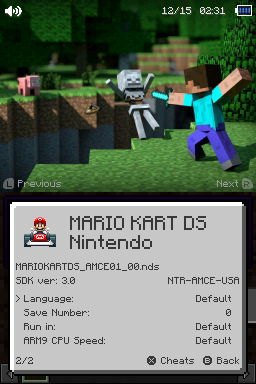 12/15 02:31
L Previous
Next R
MARIO KART DS
Nintendo
MARIOKARTDS_AMCE01_00.nds
SDK ver: 3.0 NTR-AMCE-USA
> Language: Default
Save Number: 0
Run in: Default
ARM9 CPU Speed: Default
2/2 X Cheats B Back